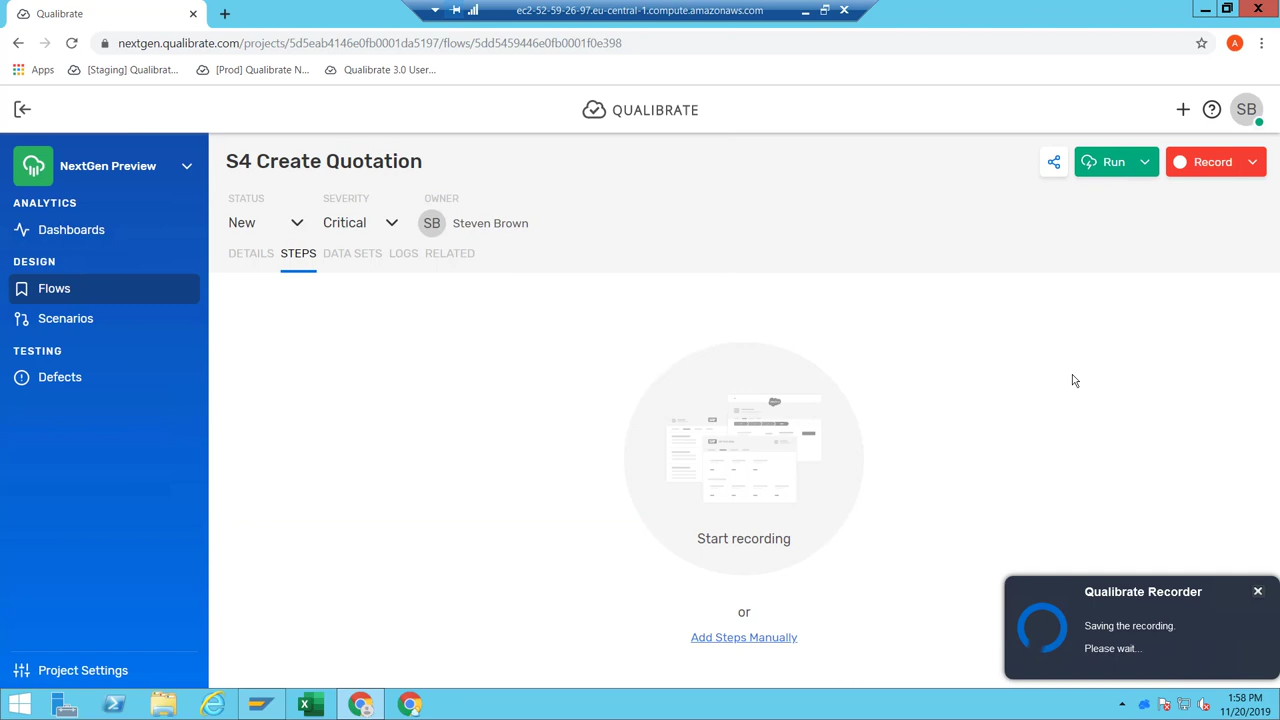 Qualibrate
ec2-52-59-26-97.eu-central-1.compute.amazonaws.com
nextgen.qualibrate.com/projects/5d5eab4146e0fb0001da5197/flows/5dd5459446e0fb0001f0e398
A
Apps
[Staging] Qualibrat...
[Prod] Qualibrate N...
Qualibrate 3.0 User...
QUALIBRATE
SB
NextGen Preview
ANALYTICS
Dashboards
DESIGN
Flows
Scenarios
TESTING
Defects
Project Settings
S4 Create Quotation
Run
Record
STATUS
SEVERITY
OWNER
New
Critical
SB
Steven Brown
DETAILS
STEPS
DATA SETS
LOGS
RELATED
Start recording
or
Add Steps Manually
Qualibrate Recorder
Saving the recording.
Please wait...
1:58 PM
11/20/2019